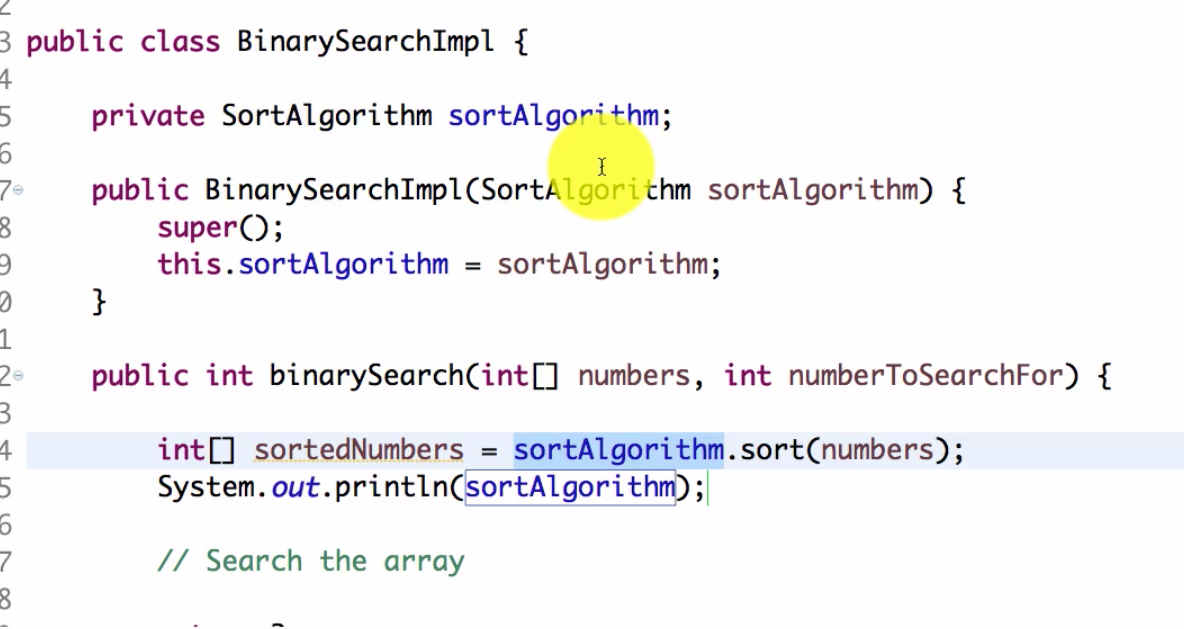 2
3 public class BinarySearchImpl {
4
5 private SortAlgorithm sortAlgorithm;
6
7 public BinarySearchImpl(SortAlgorithm sortAlgorithm) {
8 super();
9 this.sortAlgorithm = sortAlgorithm;
0 }
1
2 public int binarySearch(int[] numbers, int numberToSearchFor) {
3
4 int[] sortedNumbers = sortAlgorithm.sort(numbers);
5 System.out.println(sortAlgorithm);
6
7 // Search the array
8